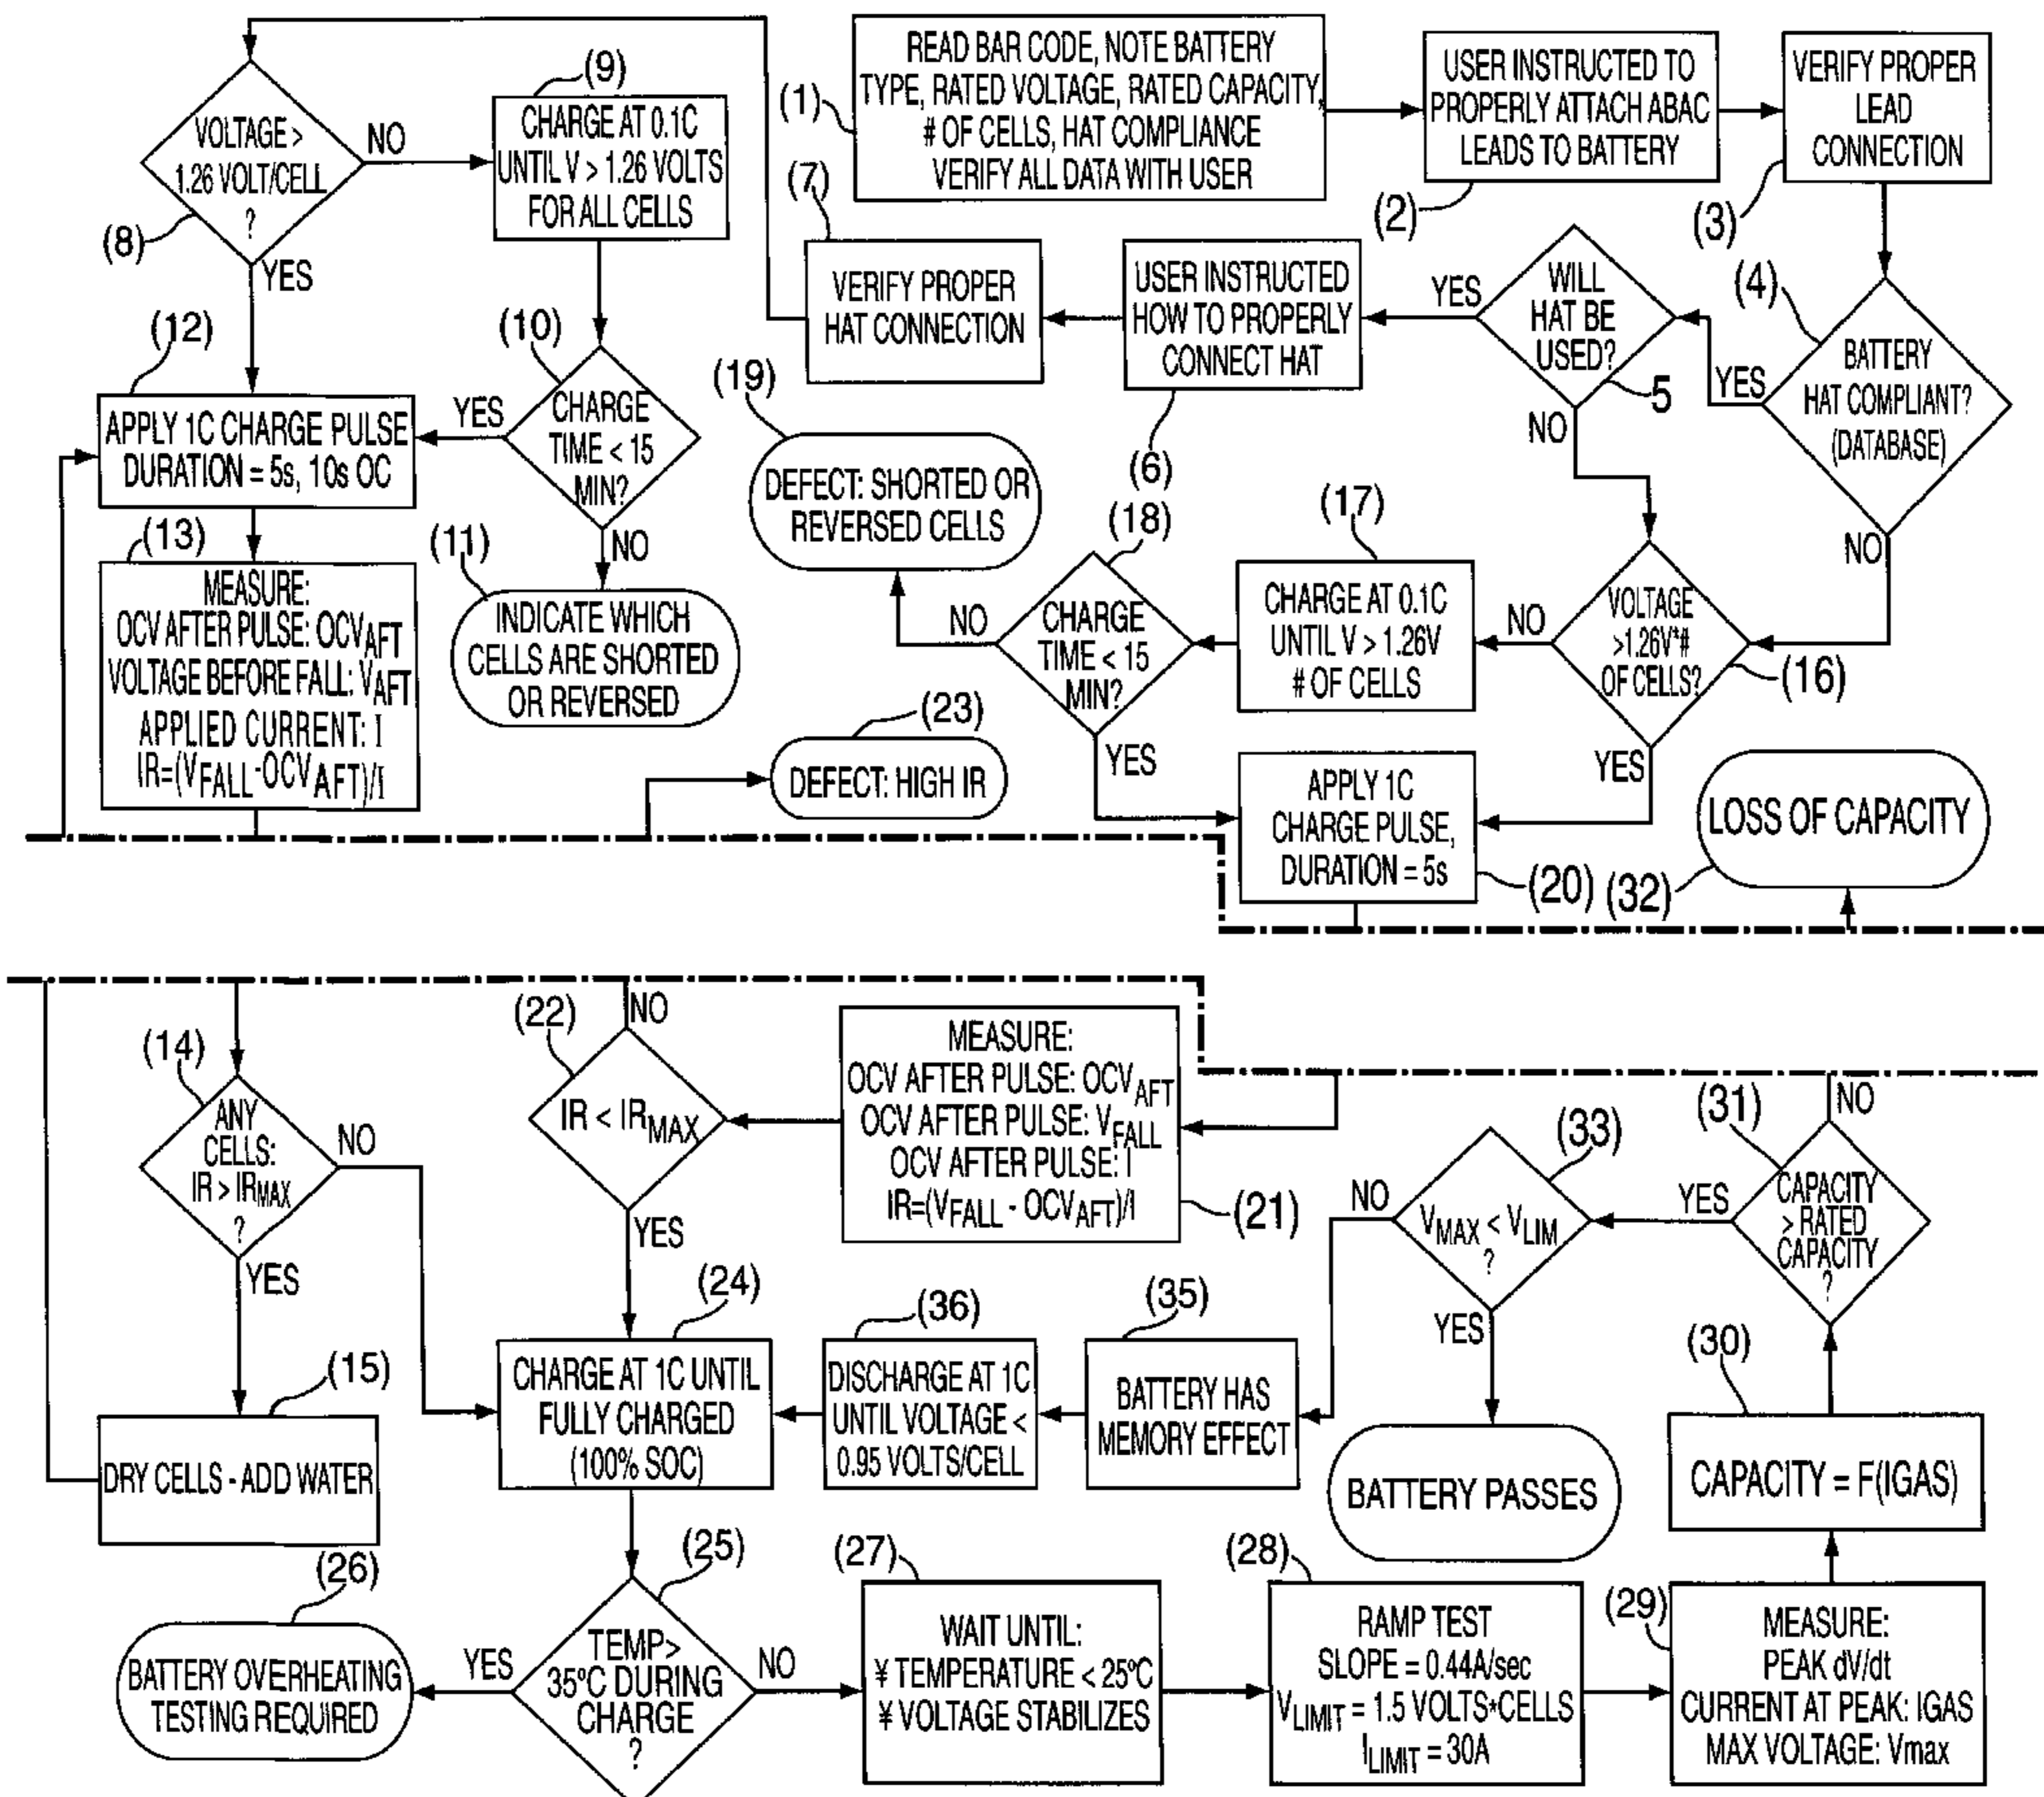 (1)
READ BAR CODE, NOTE BATTERY
TYPE, RATED VOLTAGE, RATED CAPACITY,
# OF CELLS, HAT COMPLIANCE
VERIFY ALL DATA WITH USER
(2)
USER INSTRUCTED TO
PROPERLY ATTACH ABAC
LEADS TO BATTERY
(3)
VERIFY PROPER
LEAD
CONNECTION
(4)
BATTERY
HAT COMPLIANT?
(DATABASE)
YES
NO
5
WILL
HAT BE
USED?
YES
NO
(6)
USER INSTRUCTED
HOW TO PROPERLY
CONNECT HAT
(7)
VERIFY PROPER
HAT CONNECTION
(8)
VOLTAGE >
1.26 VOLT/CELL
?
NO
YES
(9)
CHARGE AT 0.1C
UNTIL V > 1.26 VOLTS
FOR ALL CELLS
(10)
CHARGE
TIME < 15
MIN?
YES
NO
(11)
INDICATE WHICH
CELLS ARE SHORTED
OR REVERSED
(12)
APPLY 1C CHARGE PULSE
DURATION = 5s, 10s OC
(13)
MEASURE:
OCV AFTER PULSE: OCVAFT
VOLTAGE BEFORE FALL: VAFT
APPLIED CURRENT: I
IR=(VFALL-OCVAFT)/I
(16)
VOLTAGE
>1.26V*#
OF CELLS?
NO
YES
(17)
CHARGE AT 0.1C
UNTIL V > 1.26V
# OF CELLS
(18)
CHARGE
TIME < 15
MIN?
NO
YES
(19)
DEFECT: SHORTED OR
REVERSED CELLS
(20)
APPLY 1C
CHARGE PULSE,
DURATION = 5s
(23)
DEFECT: HIGH IR
(32)
LOSS OF CAPACITY
(14)
ANY
CELLS:
IR > IRMAX
?
NO
YES
(15)
DRY CELLS - ADD WATER
(22)
NO
IR < IRMAX
YES
(21)
MEASURE:
OCV AFTER PULSE: OCVAFT
OCV AFTER PULSE: VFALL
OCV AFTER PULSE: I
IR=(VFALL - OCVAFT)/I
(24)
CHARGE AT 1C UNTIL
FULLY CHARGED
(100% SOC)
(36)
DISCHARGE AT 1C
UNTIL VOLTAGE <
0.95 VOLTS/CELL
(35)
BATTERY HAS
MEMORY EFFECT
(33)
VMAX < VLIM
?
NO
YES
BATTERY PASSES
(31)
NO
CAPACITY
> RATED
CAPACITY
?
YES
(30)
CAPACITY = F(IGAS)
(25)
TEMP>
35ºC DURING
CHARGE
?
YES
NO
(26)
BATTERY OVERHEATING
TESTING REQUIRED
(27)
WAIT UNTIL:
¥ TEMPERATURE < 25ºC
¥ VOLTAGE STABILIZES
(28)
RAMP TEST
SLOPE = 0.44A/sec
VLIMIT = 1.5 VOLTS*CELLS
ILIMIT = 30A
(29)
MEASURE:
PEAK dV/dt
CURRENT AT PEAK: IGAS
MAX VOLTAGE: Vmax